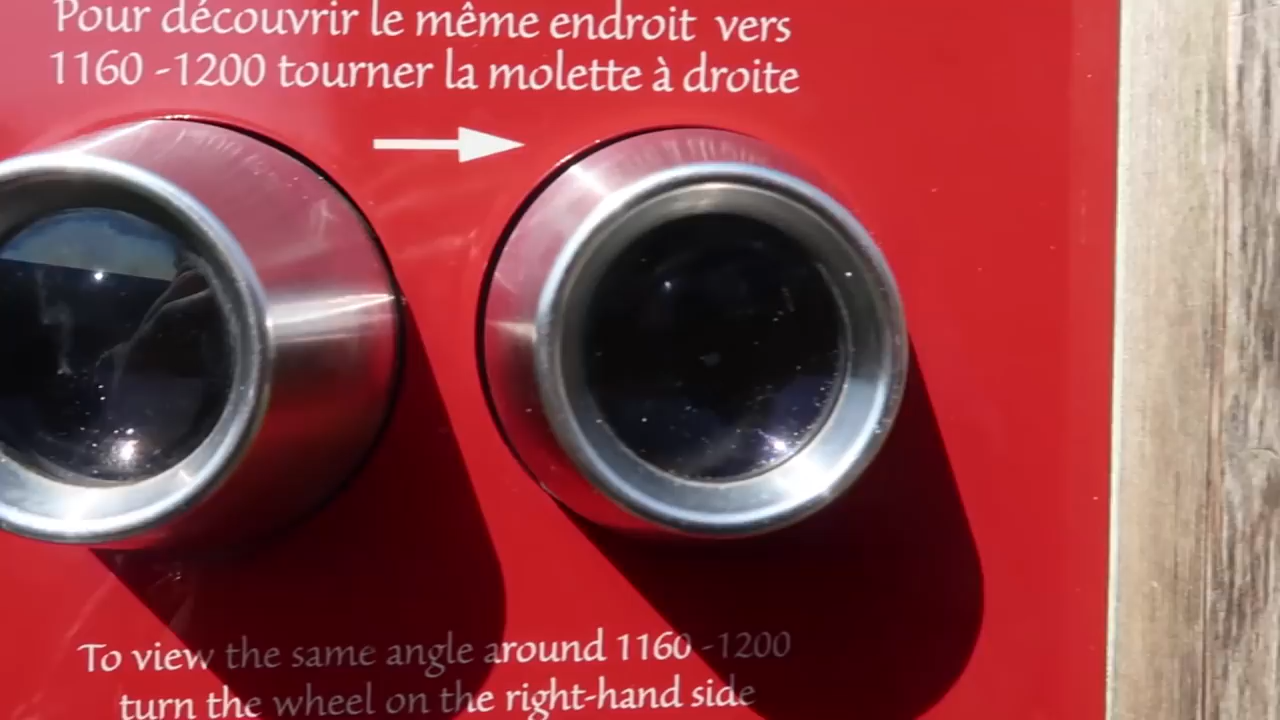 Pour découvrir le même endroit vers
1160 -1200 tourner la molette à droite
To view the same angle around 1160 -1200
turn the wheel on the right-hand side